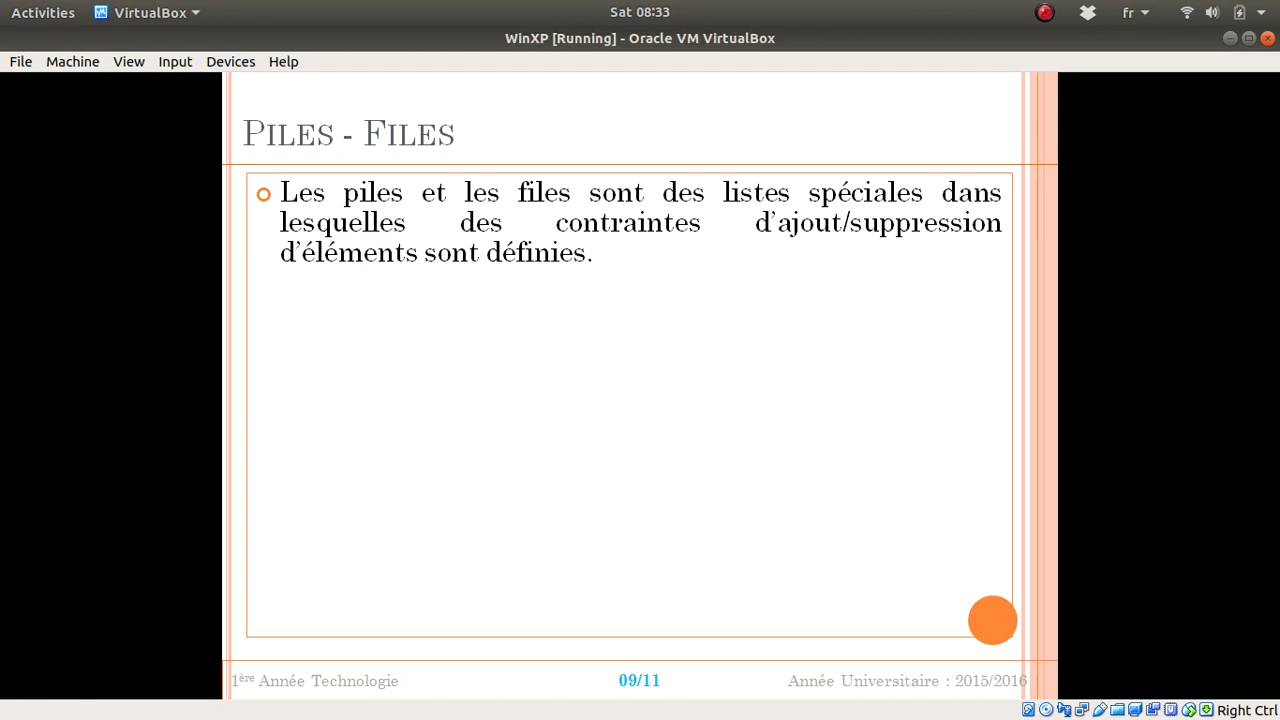 Activities VirtualBox Sat 08:33 fr
WinXP [Running] - Oracle VM VirtualBox
File Machine View Input Devices Help
PILES - FILES
Les piles et les files sont des listes spéciales dans
lesquelles des contraintes d'ajout/suppression
d'éléments sont définies.
1ère Année Technologie 09/11 Année Universitaire : 2015/2016
Right Ctrl